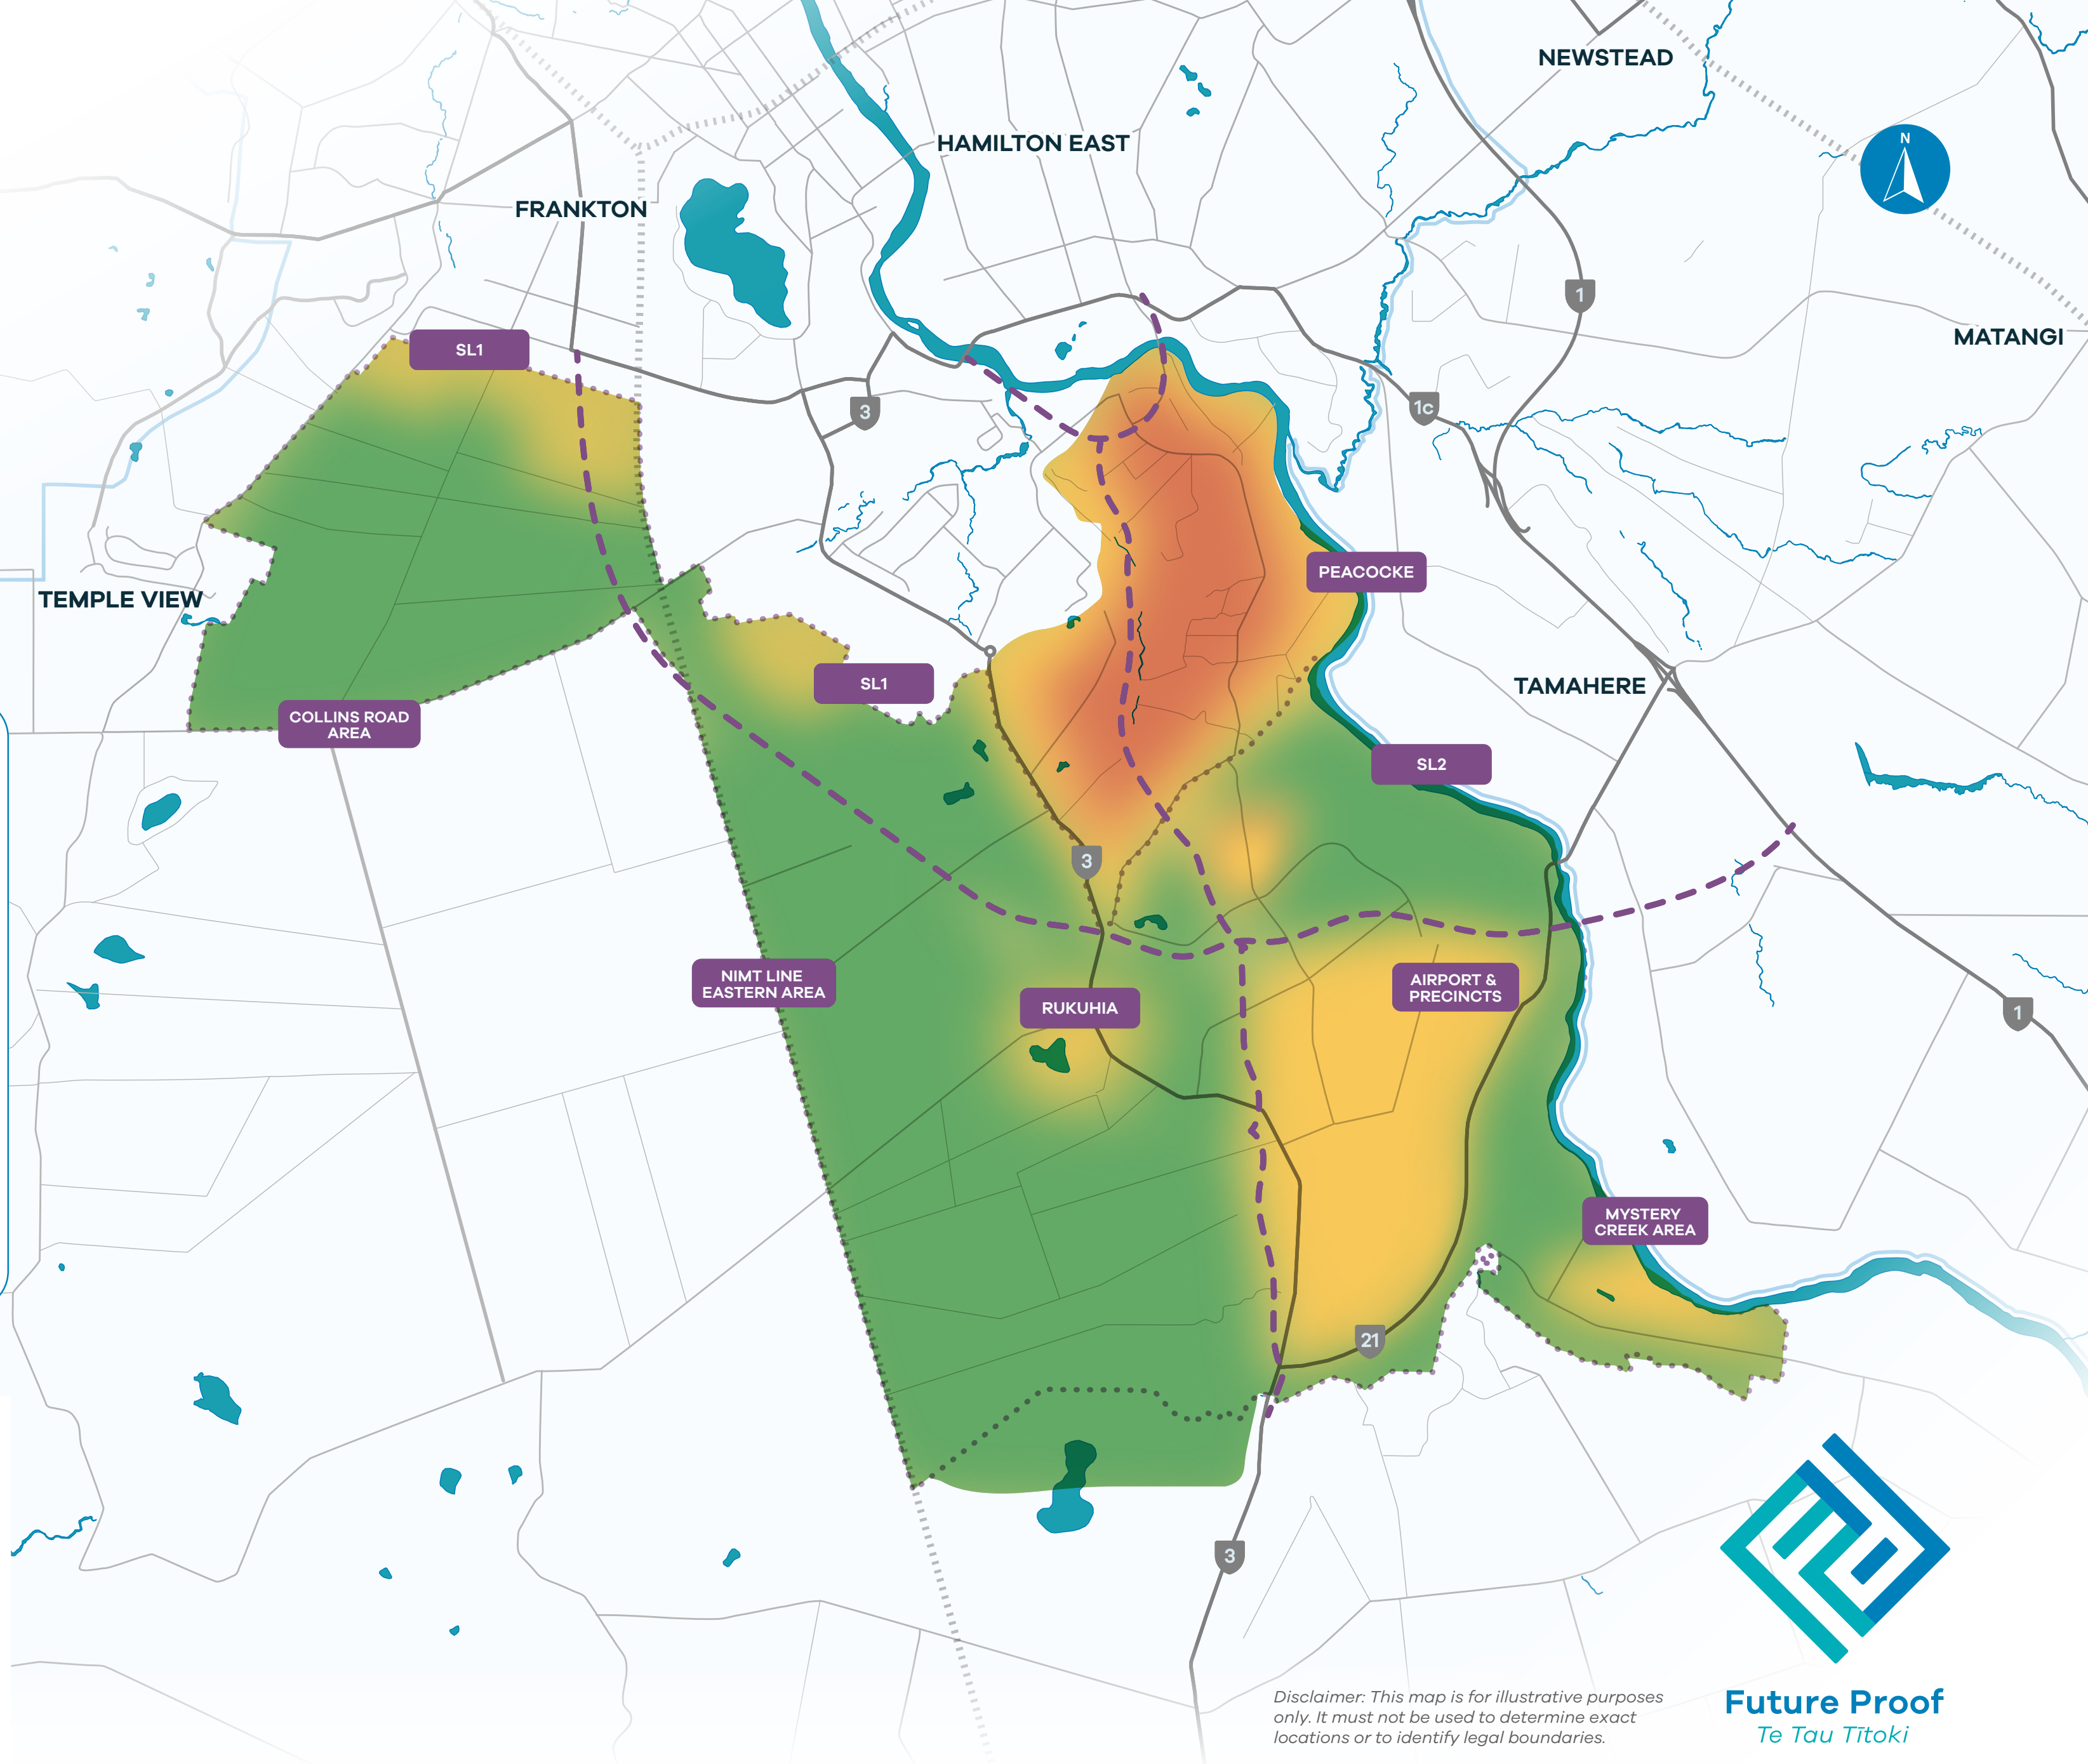 NEWSTEAD
N
HAMILTON EAST
FRANKTON
1
MATANGI
SL1
3
1c
PEACOCKE
TEMPLE VIEW
SL1
TAMAHERE
COLLINS ROAD
AREA
SL2
3
NIMT LINE
EASTERN AREA
RUKUHIA
AIRPORT &
PRECINCTS
1
MYSTERY
CREEK AREA
21
3
Disclaimer: This map is for illustrative purposes
only. It must not be used to determine exact
locations or to identify legal boundaries.
Future Proof
Te Tau Tītoki